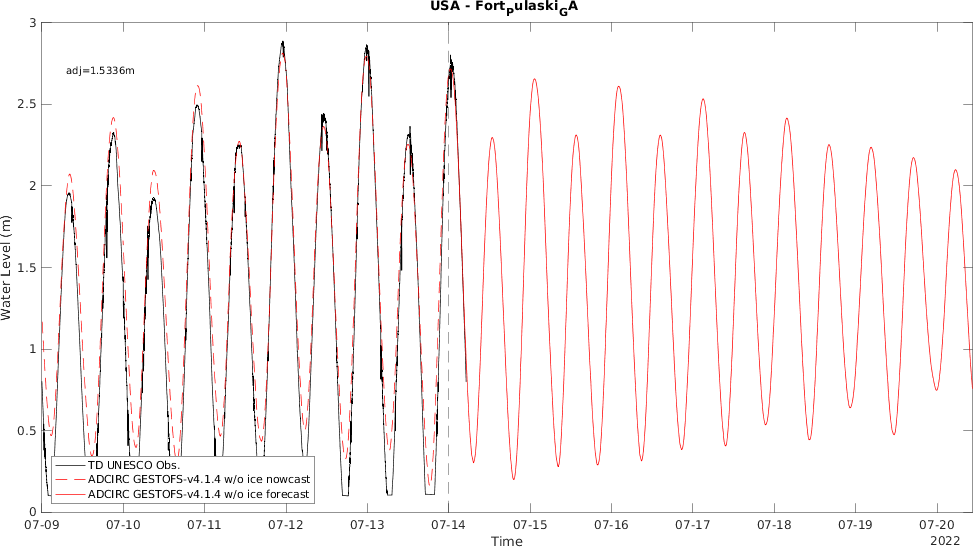 USA - FortPulaskiGA
3
adj=1.5336m
2.5
2
1.5
1
0.5
0
Water Level (m)
TD UNESCO Obs.
ADCIRC GESTOFS-v4.1.4 w/o ice nowcast
ADCIRC GESTOFS-v4.1.4 w/o ice forecast
07-09 07-10 07-11 07-12 07-13 07-14 07-15 07-16 07-17 07-18 07-19 07-20
Time
2022